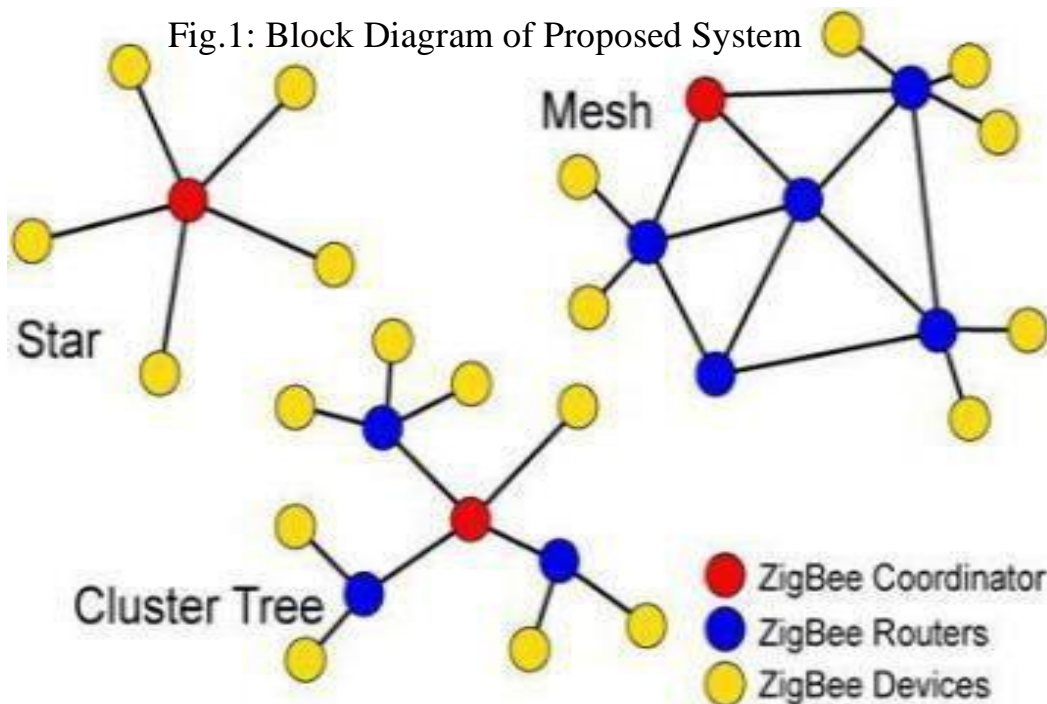 Fig.1: Block Diagram of Proposed System
Mesh
Star
Cluster Tree
ZigBee Coordinator
ZigBee Routers
ZigBee Devices